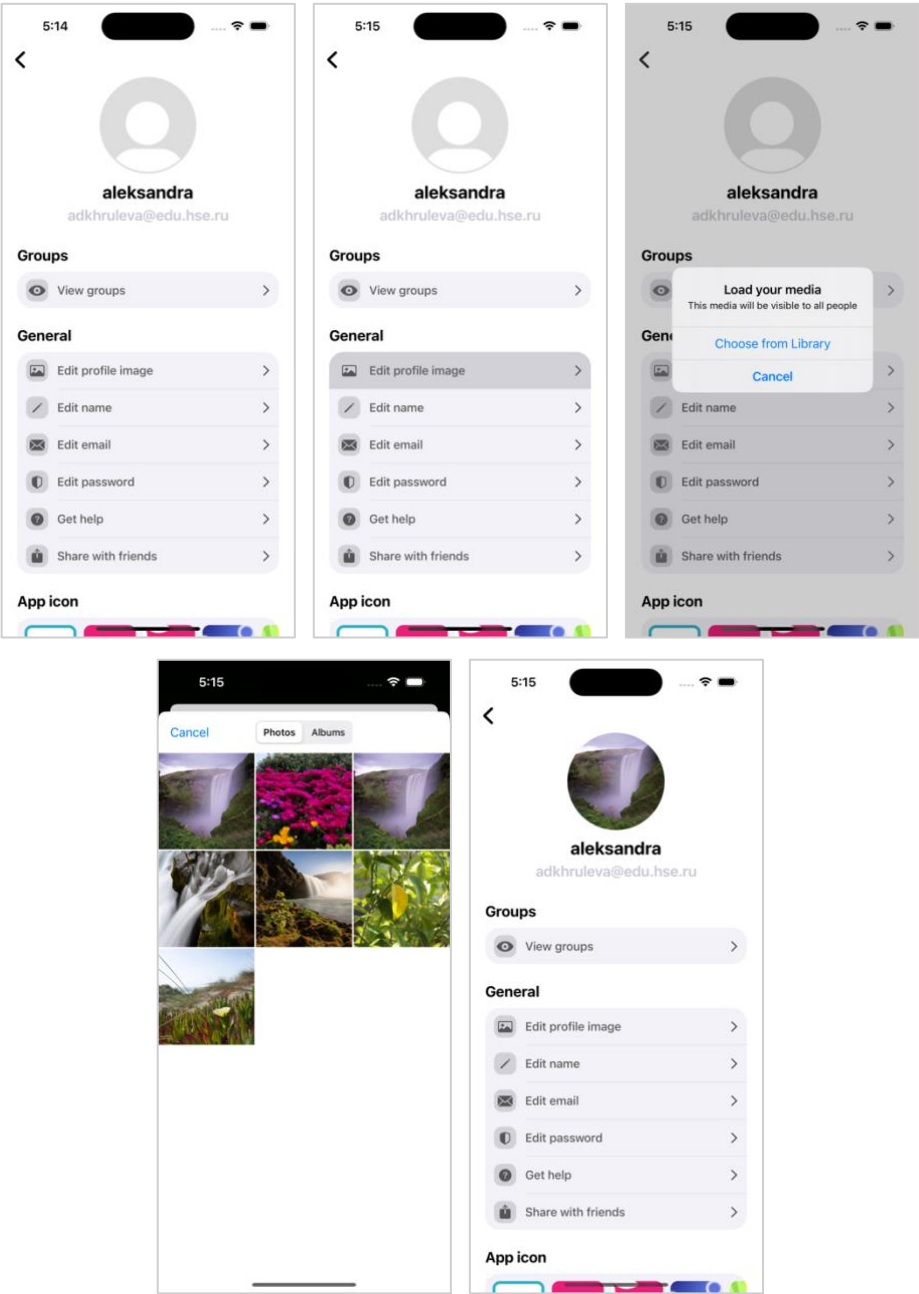 5:14
aleksandra
adkhruleva@edu.hse.ru
Groups
View groups
General
Edit profile image
Edit name
Edit email
Edit password
Get help
Share with friends
App icon
5:15
aleksandra
adkhruleva@edu.hse.ru
Groups
View groups
General
Edit profile image
Edit name
Edit email
Edit password
Get help
Share with friends
App icon
5:15
aleksandra
adkhruleva@edu.hse.ru
Groups
Load your media
This media will be visible to all people
Gen
Choose from Library
Cancel
Edit name
Edit email
Edit password
Get help
Share with friends
App icon
5:15
Cancel
Photos Albums
5:15
aleksandra
adkhruleva@edu.hse.ru
Groups
View groups
General
Edit profile image
Edit name
Edit email
Edit password
Get help
Share with friends
App icon